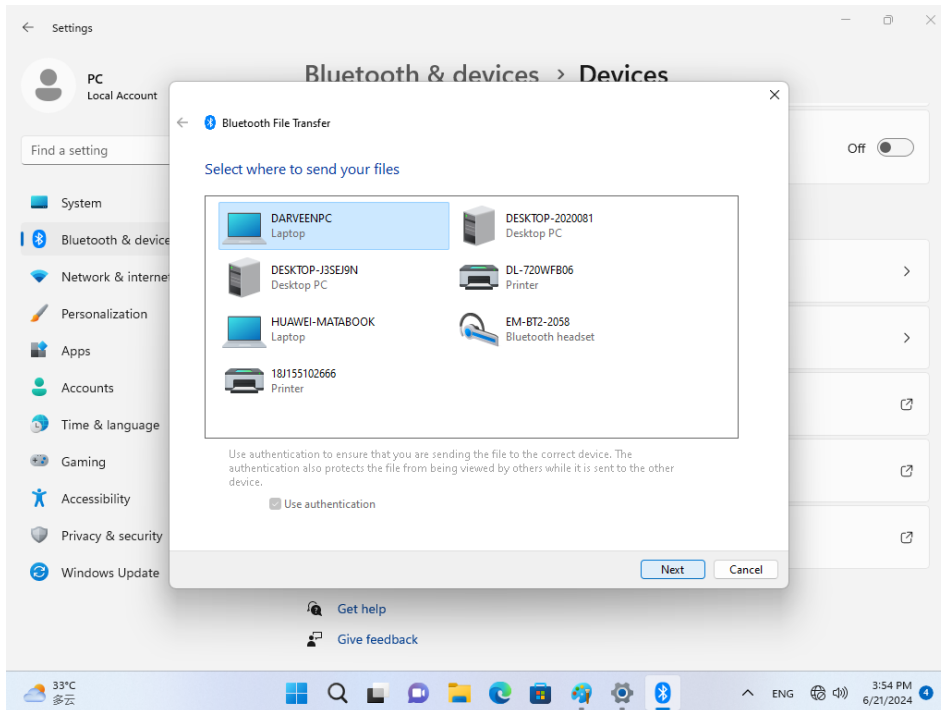 Settings
PC
Local Account
Find a setting
System
Bluetooth & device
Network & interne
Personalization
Apps
Accounts
Time & language
Gaming
Accessibility
Privacy & security
Windows Update
Bluetooth & devices > Devices
Off
Bluetooth File Transfer
Select where to send your files
DARVEENPC
Laptop
DESKTOP-2020081
Desktop PC
DESKTOP-J3SEJ9N
Desktop PC
DL-720WFB06
Printer
HUAWEI-MATABOOK
Laptop
EM-BT2-2058
Bluetooth headset
18J155102666
Printer
Use authentication to ensure that you are sending the file to the correct device. The
authentication also protects the file from being viewed by others while it is sent to the other
device.
Use authentication
Next
Cancel
Get help
Give feedback
33°C
多云
ENG
3:54 PM
6/21/2024
4